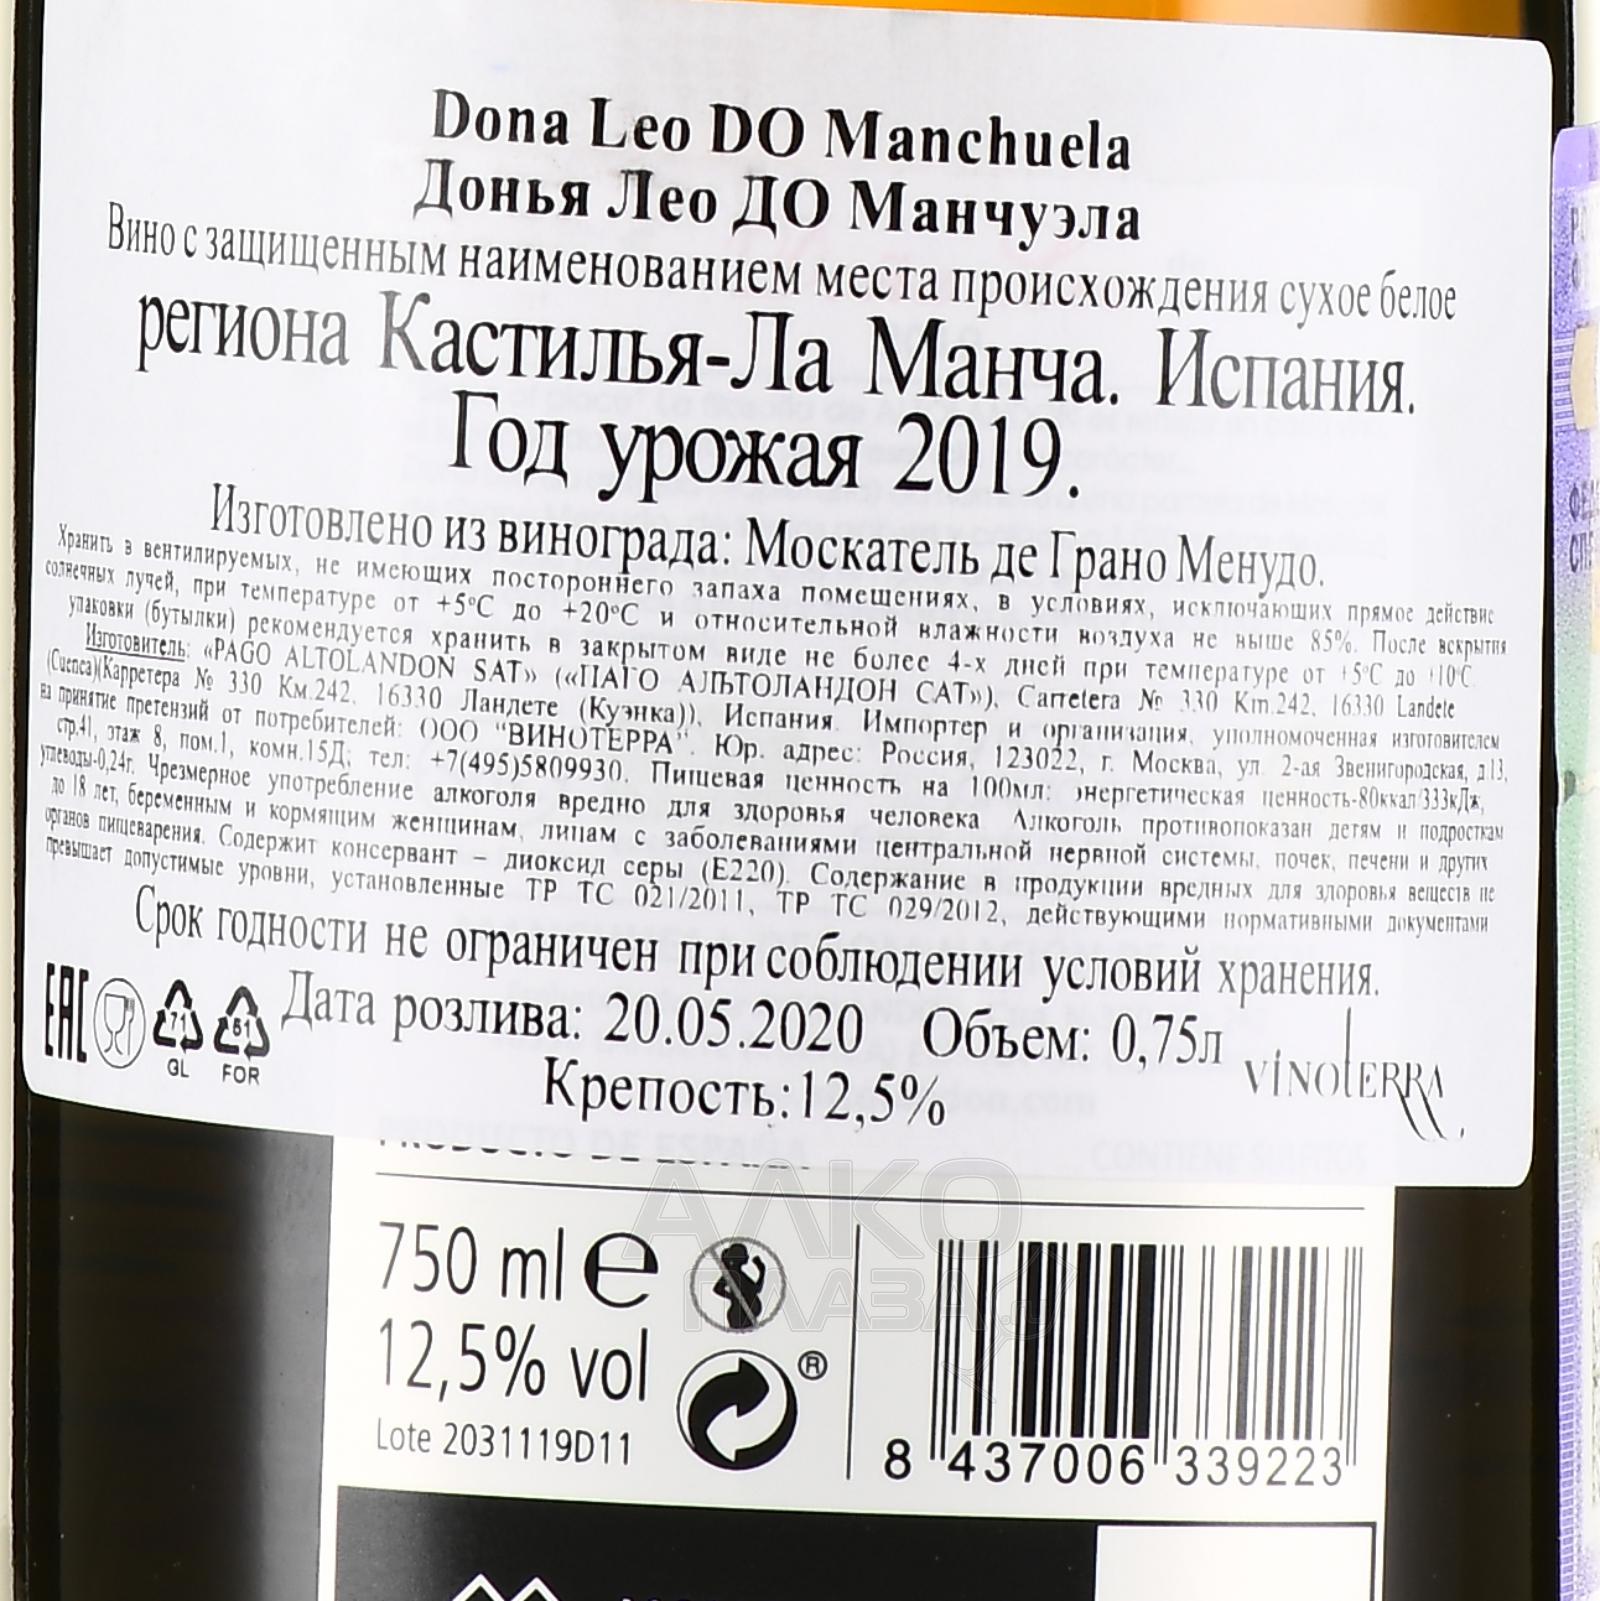 Dona Leo DO Manchuela
Донья Лео ДО Манчуэла
Вино с защищенным наименованием места происхождения сухое белое
региона Кастилья-Ла Манча. Испания.
Год урожая 2019.
Изготовлено из винограда: Москатель де Грано Менудо.
Хранить в вентилируемых, не имеющих постороннего запаха помещениях, в условиях, исключающих прямое действие
солнечных лучей, при температуре от +5°C до +20°C и относительной влажности воздуха не выше 85%. После вскрытия
упаковки (бутылки) рекомендуется хранить в закрытом виде не более 4-х дней при температуре от +5°C до +10°C.
Изготовитель: «PAGO ALTOLANDON SAT» («ПАГО АЛЬТОЛАНДОН САТ»), Carretera № 330 Km.242, 16330 Landete
(Cuenca)(Карретера № 330 Км.242, 16330 Ландете (Куэнка)), Испания. Импортер и организация, уполномоченная изготовителем
на принятие претензий от потребителей: ООО "ВИНОТЕРРА". Юр. адрес: Россия, 123022, г. Москва, ул. 2-ая Звенигородская, д.13,
стр.41, этаж 8, пом.1, комн.15Д; тел: +7(495)5809930. Пищевая ценность на 100мл: энергетическая ценность-80ккал/333кДж,
углеводы-0,24г. Чрезмерное употребление алкоголя вредно для здоровья человека. Алкоголь противопоказан детям и подросткам
до 18 лет, беременным и кормящим женщинам, лицам с заболеваниями центральной нервной системы, почек, печени и других
органов пищеварения. Содержит консервант – диоксид серы (E220). Содержание в продукции вредных для здоровья веществ не
превышает допустимые уровни, установленные ТР ТС 021/2011, ТР ТС 029/2012, действующими нормативными документами
Срок годности не ограничен при соблюдении условий хранения.
EAC
71
GL
51
FOR
Дата розлива: 20.05.2020 Объем: 0,75л
VINOTERRA
Крепость:12,5%
PRODUCTO DE ESPAÑA
CONTIENE SULFITOS
АЛКО
ПЛАЗА
750 ml e
12,5% vol
®
Lote 2031119D11
8 437006 339223